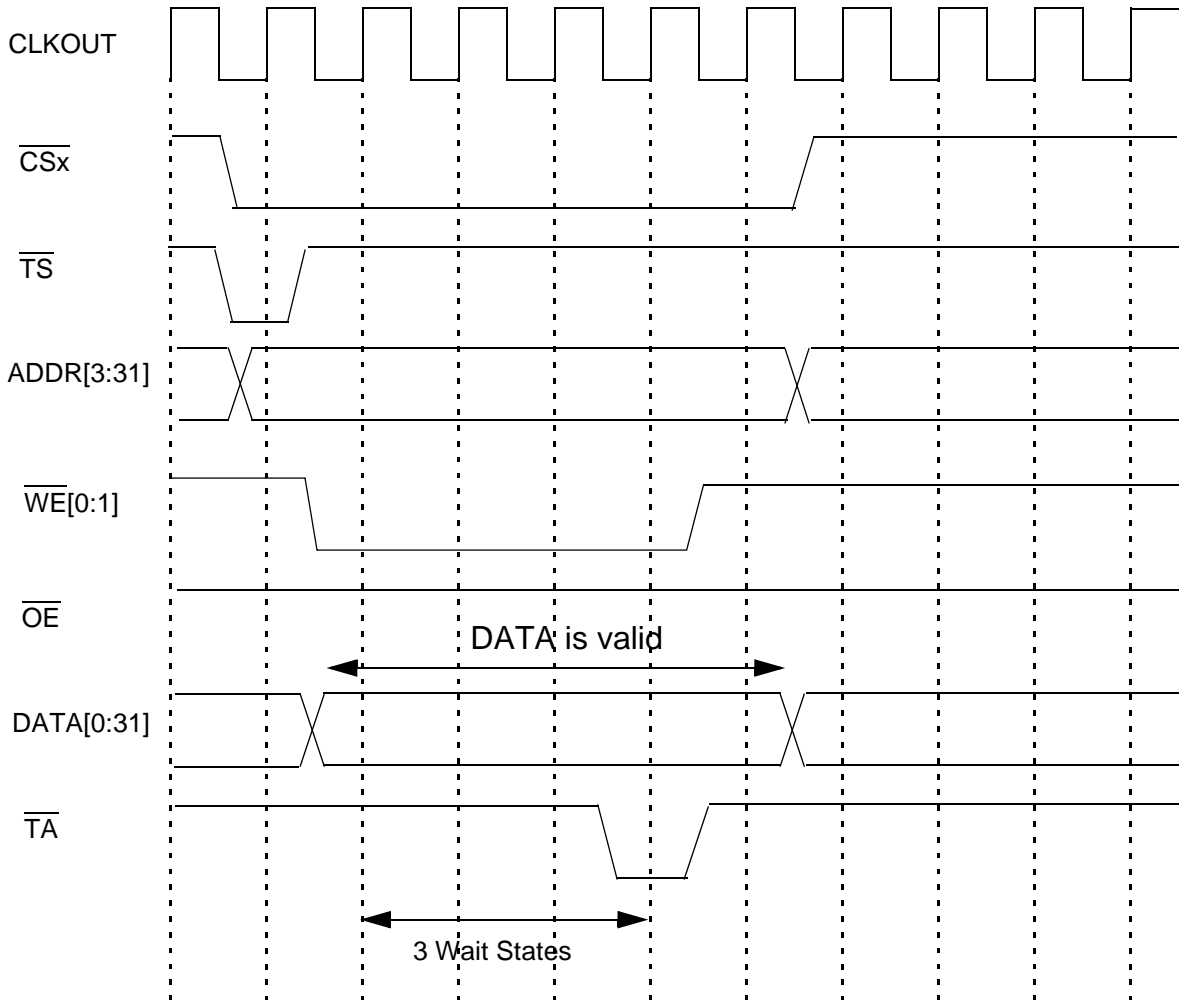 CLKOUT
CSx
TS
ADDR[3:31]
WE[0:1]
OE
DATA is valid
DATA[0:31]
TA
3 Wait States